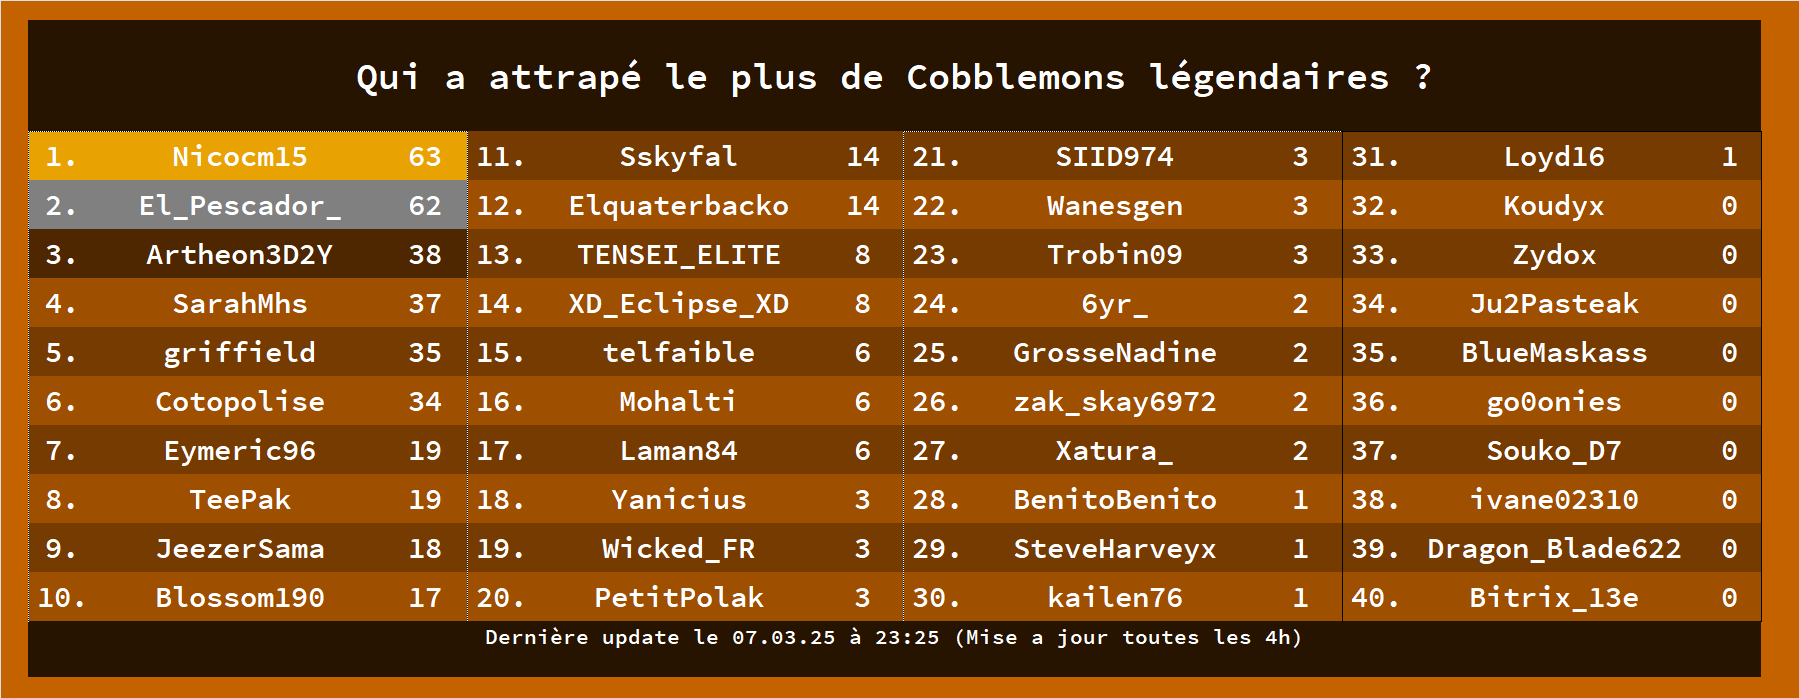 Qui a attrapé le plus de Cobblemons légendaires ?
1. Nicocm15 63
2. El_Pescador_ 62
3. Artheon3D2Y 38
4. SarahMhs 37
5. griffield 35
6. Cotopolise 34
7. Eymeric96 19
8. TeePak 19
9. JeezerSama 18
10. Blossom190 17
11. Sskyfal 14
12. Elquaterbacko 14
13. TENSEI_ELITE 8
14. XD_Eclipse_XD 8
15. telfaible 6
16. Mohalti 6
17. Laman84 6
18. Yanicius 3
19. Wicked_FR 3
20. PetitPolak 3
21. SIID974 3
22. Wanesgen 3
23. Trobin09 3
24. 6yr_ 2
25. GrosseNadine 2
26. zak_skay6972 2
27. Xatura_ 2
28. BenitoBenito 1
29. SteveHarveyx 1
30. kailen76 1
31. Loyd16 1
32. Koudyx 0
33. Zydox 0
34. Ju2Pasteak 0
35. BlueMaskass 0
36. go0onies 0
37. Souko_D7 0
38. ivane02310 0
39. Dragon_Blade622 0
40. Bitrix_13e 0
Dernière update le 07.03.25 à 23:25 (Mise a jour toutes les 4h)